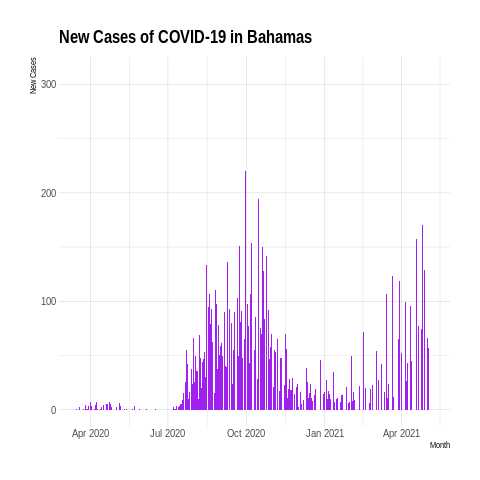 New Cases of COVID-19 in Bahamas
New Cases
300
200
100
0
Apr 2020 Jul 2020 Oct 2020 Jan 2021 Apr 2021
Month